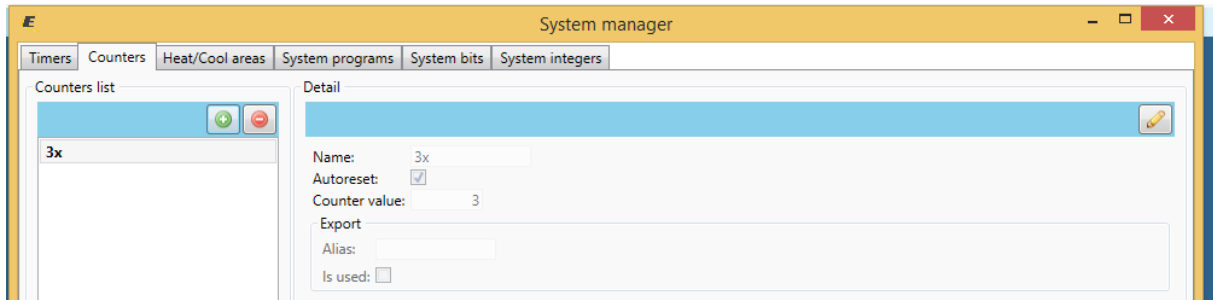 E
System manager
Timers Counters Heat/Cool areas System programs System bits System integers
Counters list
3x
Detail
Name: 3x
Autoreset:
Counter value: 3
Export
Alias:
Is used: